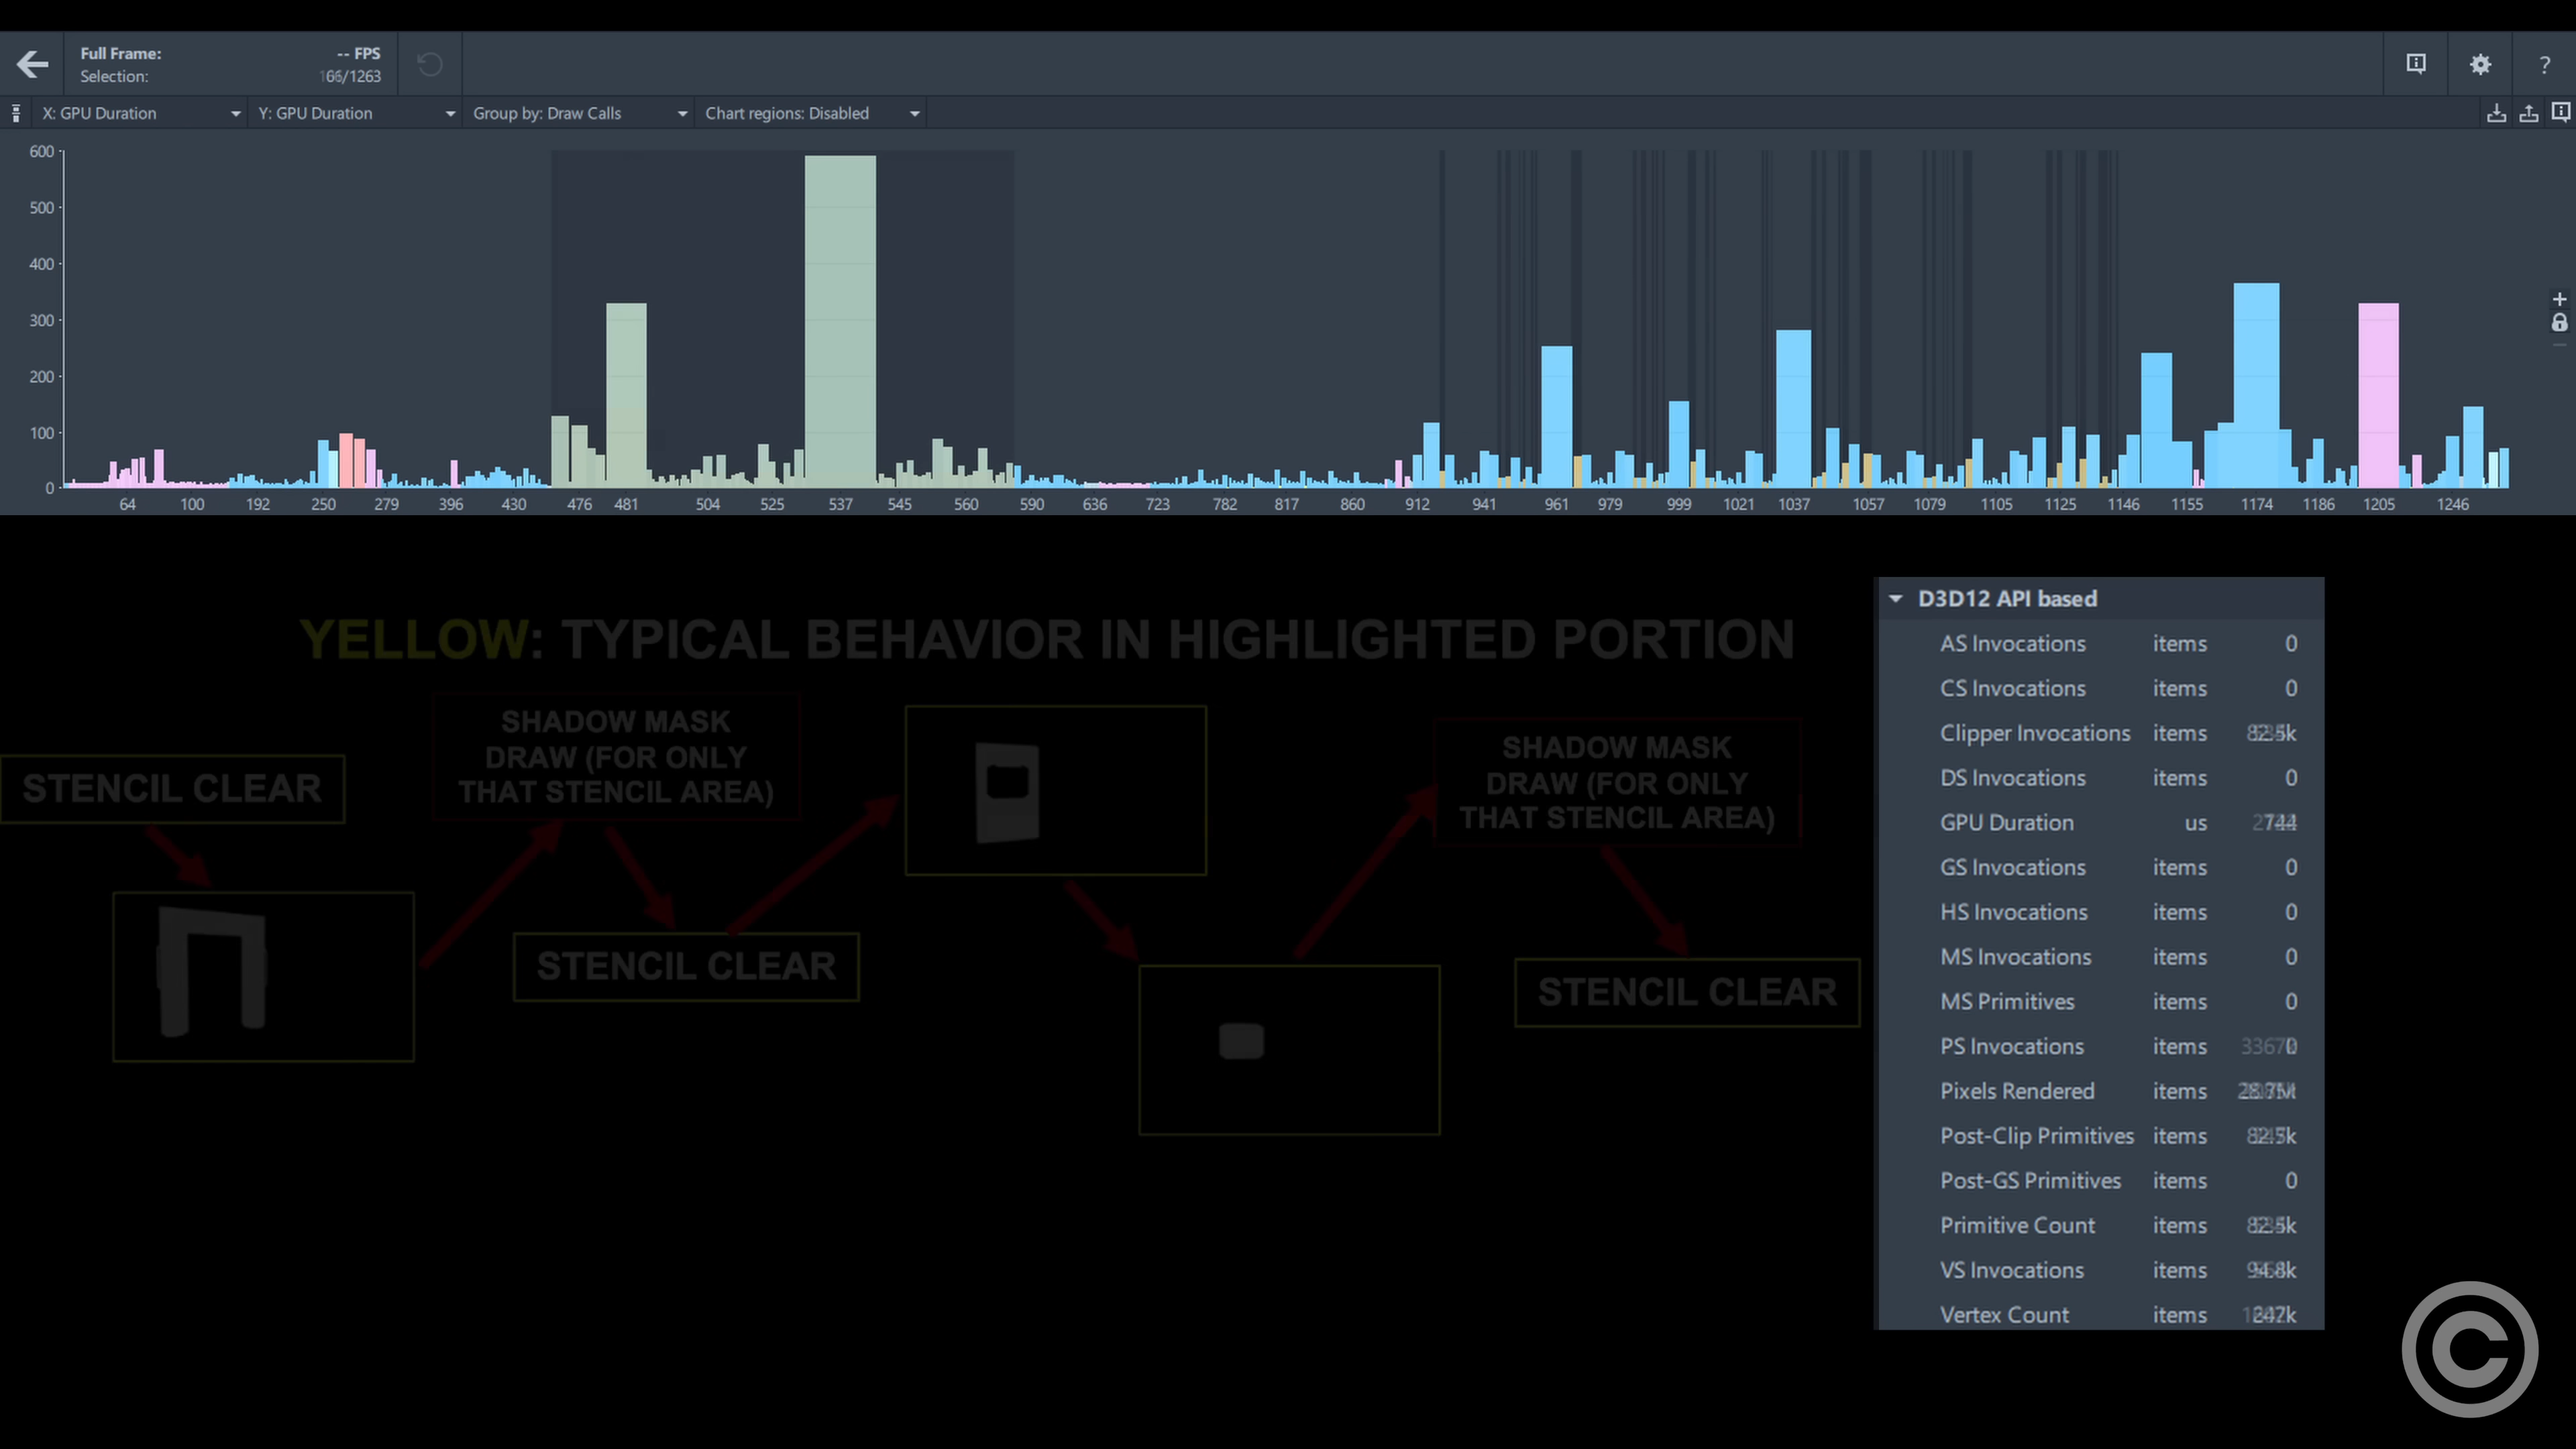 Full Frame: -- FPS
Selection: /1263
X: GPU Duration Y: GPU Duration Group by: Draw Calls Chart regions: Disabled
600
500
400
300
200
100
0
64 100 192 250 279 396 430 476 481 504 525 537 545 560 590 636 723 782 817 860 912 941 961 979 999 1021 1037 1057 1079 1105 1125 1146 1155 1174 1186 1205 1246
YELLOW: TYPICAL BEHAVIOR IN HIGHLIGHTED PORTION
STENCIL CLEAR
SHADOW MASK
DRAW (FOR ONLY
THAT STENCIL AREA)
STENCIL CLEAR
SHADOW MASK
DRAW (FOR ONLY
THAT STENCIL AREA)
STENCIL CLEAR
D3D12 API based
AS Invocations items 0
CS Invocations items 0
Clipper Invocations items
DS Invocations items 0
GPU Duration us
GS Invocations items 0
HS Invocations items 0
MS Invocations items 0
MS Primitives items 0
PS Invocations items
Pixels Rendered items
Post-Clip Primitives items
Post-GS Primitives items 0
Primitive Count items
VS Invocations items
Vertex Count items
©